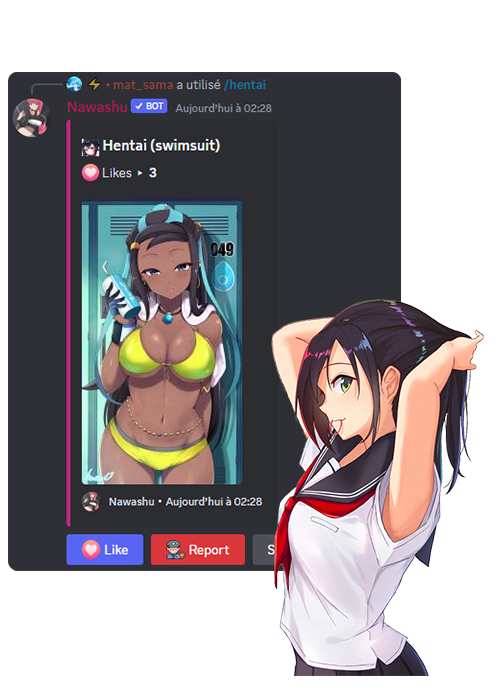 ⚡ • mat_sama a utilisé /hentai
Nawashu ✓ BOT Aujourd'hui à 02:28
Hentai (swimsuit)
Likes ▸ 3
049
Nawashu • Aujourd'hui à 02:28
Like Report S